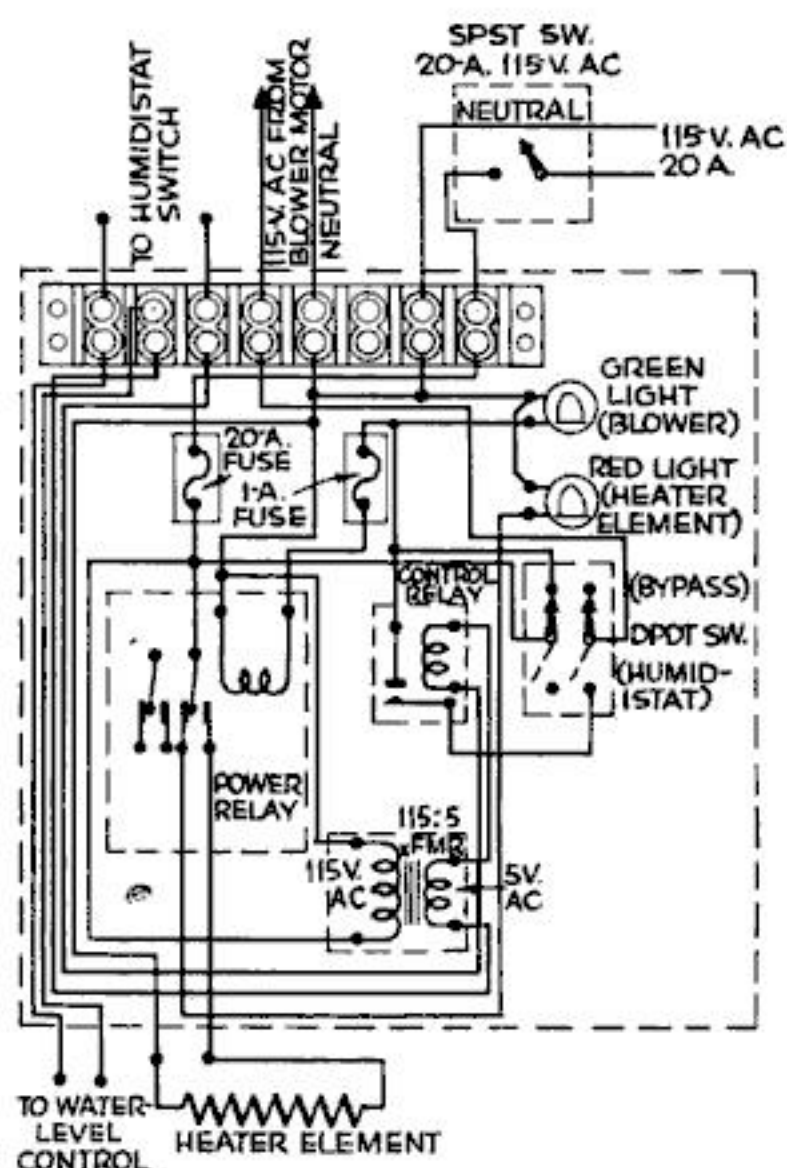 SPST SW.
20-A. 115-V. AC
NEUTRAL
115-V. AC
20 A.
TO HUMIDISTAT
SWITCH
115-V. AC FROM
BLOWER MOTOR
NEUTRAL
GREEN
LIGHT
(BLOWER)
20-A.
FUSE
1-A.
FUSE
RED LIGHT
(HEATER
ELEMENT)
CONTROL
RELAY
(BYPASS)
DPDT SW.
(HUMID-
ISTAT)
POWER
RELAY
115:5
XFMR
115V.
AC
5V.
AC
TO WATER-
LEVEL
CONTROL
HEATER ELEMENT